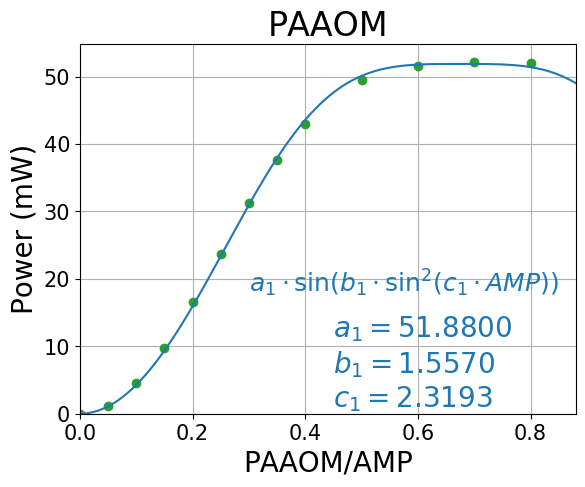 PAAOM
Power (mW)
50
40
30
20
10
0
a₁ · sin(b₁ · sin²(c₁ · AMP))
a₁ = 51.8800
b₁ = 1.5570
c₁ = 2.3193
0.0 0.2 0.4 0.6 0.8
PAAOM/AMP